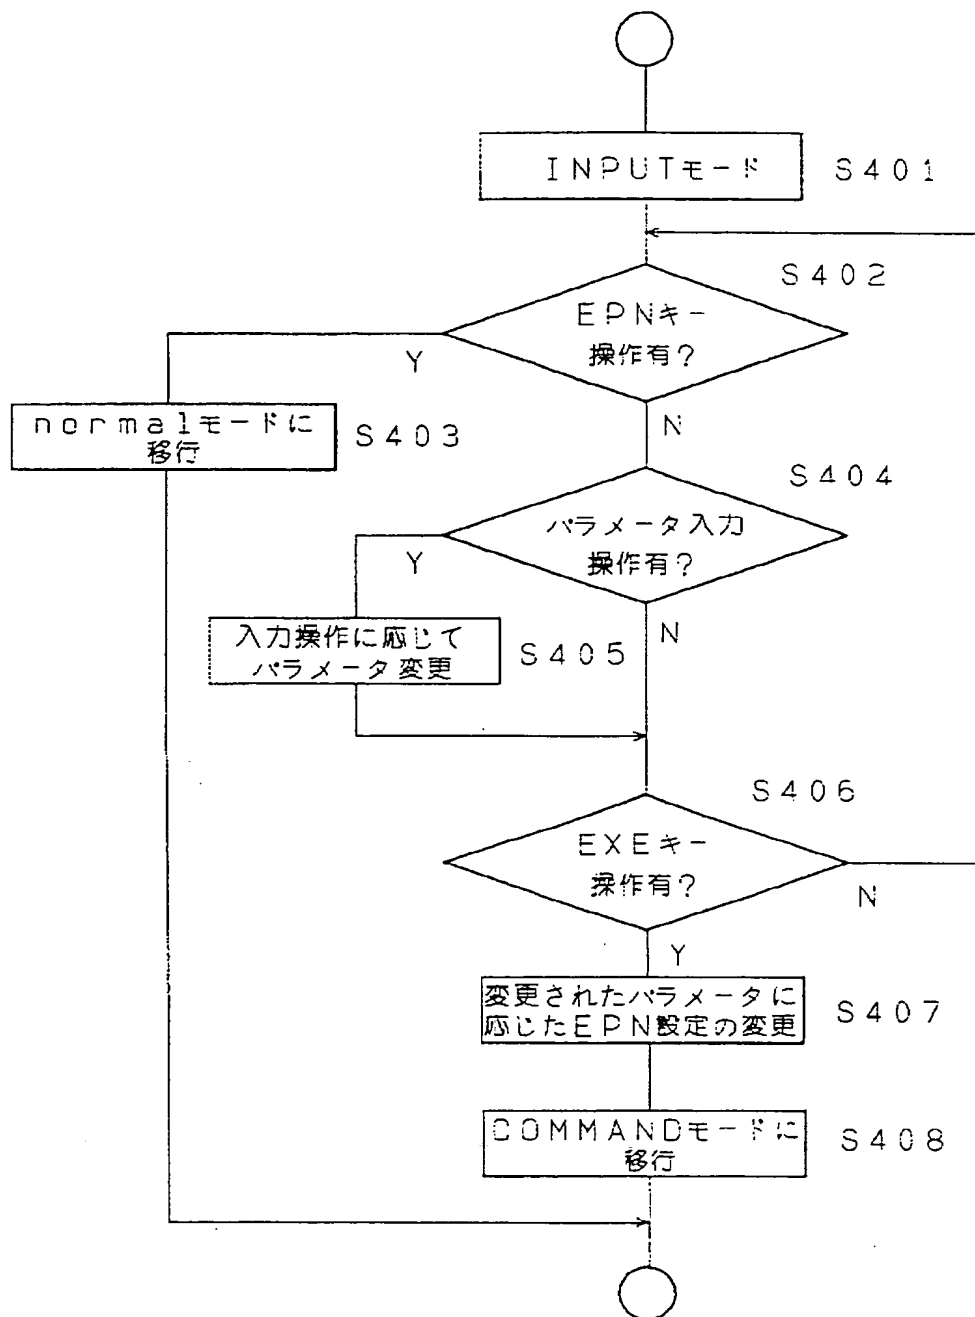 INPUTモード
S401
S402
EPNキー
操作有?
Y
N
normalモードに
移行
S403
S404
パラメータ入力
操作有?
Y
N
入力操作に応じて
パラメータ変更
S405
S406
EXEキー
操作有?
N
Y
変更されたパラメータに
応じたEPN設定の変更
S407
COMMANDモードに
移行
S408